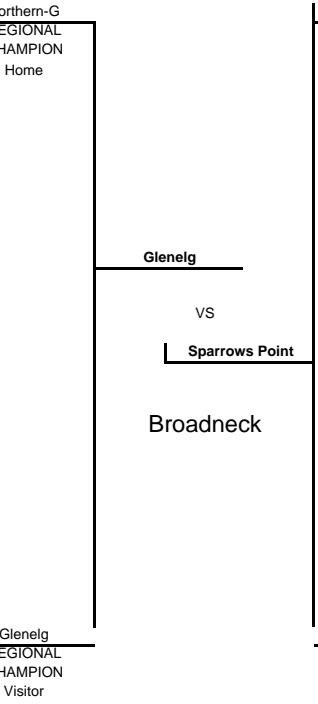 orthern-G
EGIONAL
HAMPION
Home
Glenelg
VS
Sparrows Point
Broadneck
Glenelg
EGIONAL
HAMPION
Visitor